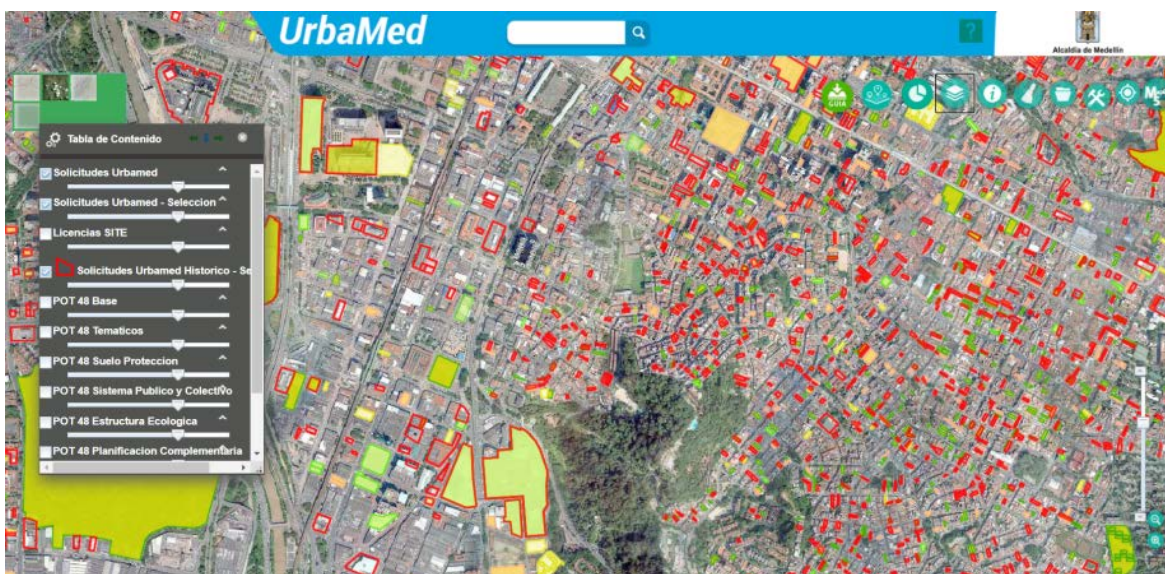 UrbaMed
?
Alcaldía de Medellín
GUIA
Tabla de Contenido
Solicitudes Urbamed
Solicitudes Urbamed - Seleccion
Licencias SITE
Solicitudes Urbamed Historico - Se
POT 48 Base
POT 48 Tematicos
POT 48 Suelo Proteccion
POT 48 Sistema Publico y Colectivo
POT 48 Estructura Ecologica
POT 48 Planificacion Complementaria